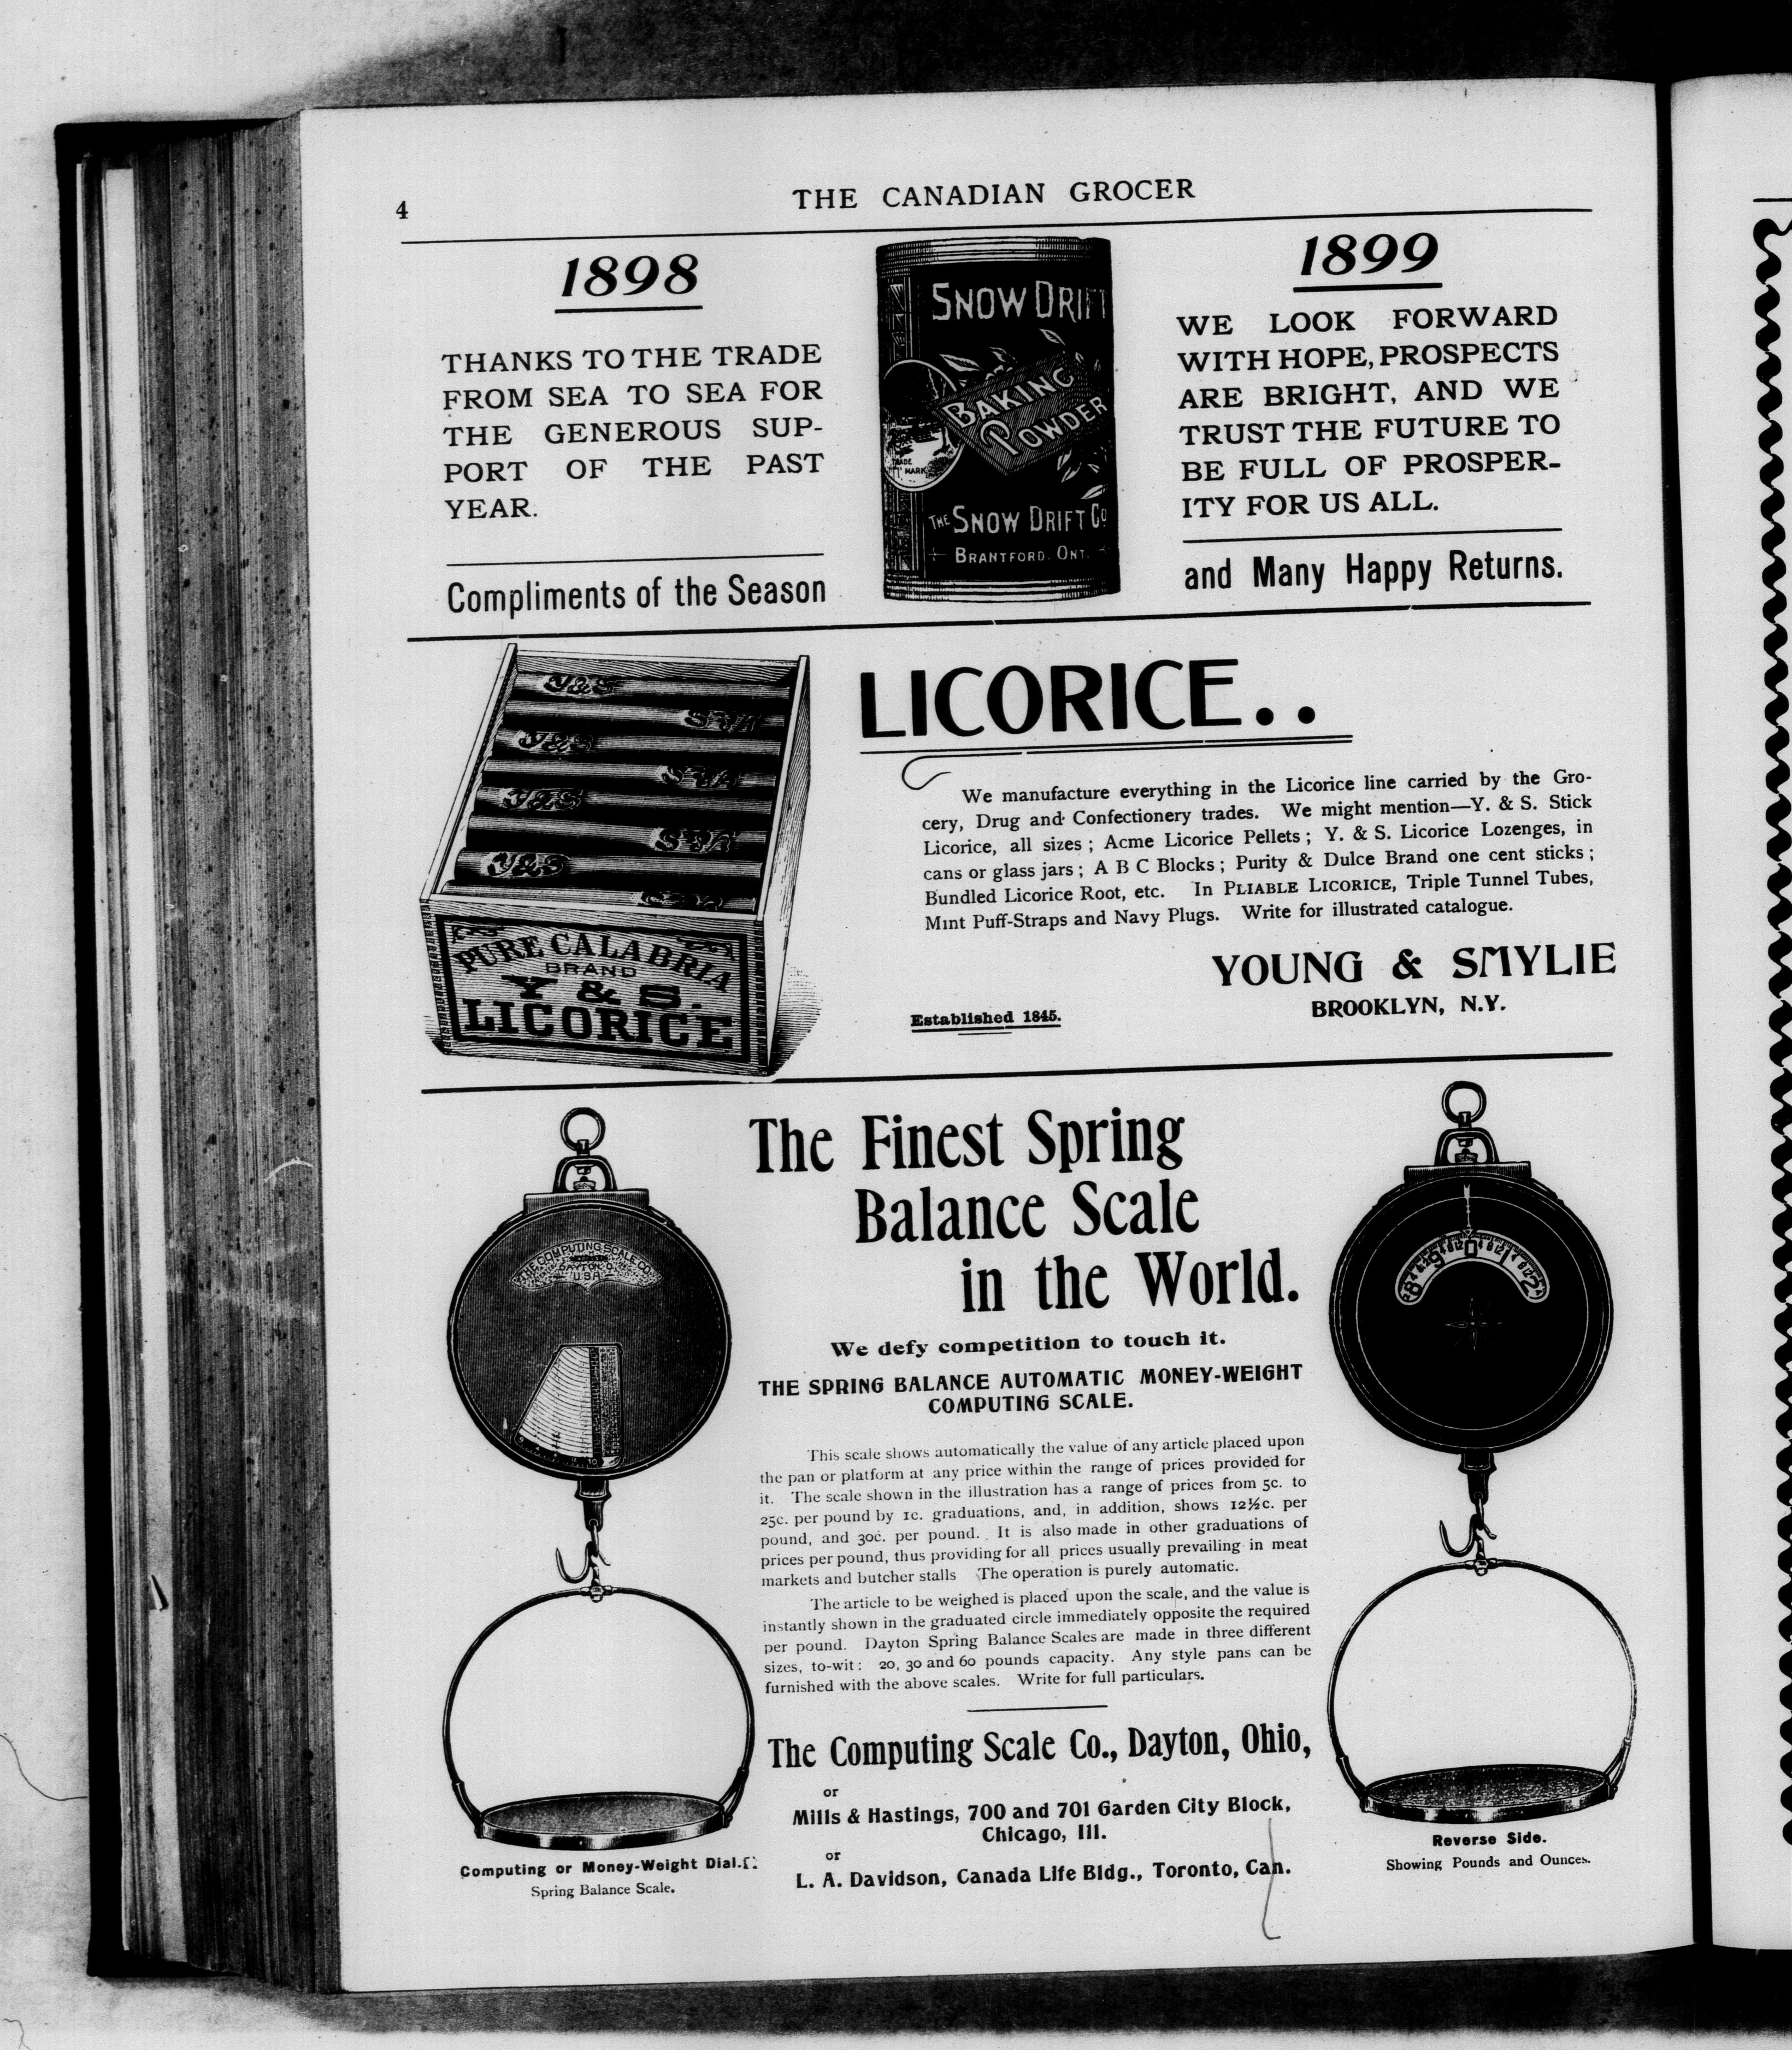 4
THE CANADIAN GROCER
1898
THANKS TO THE TRADE
FROM SEA TO SEA FOR
THE GENEROUS SUP-
PORT OF THE PAST
YEAR.
Compliments of the Season
SNOW DRIFT
BAKING
POWDER
TRADE
MARK
THE SNOW DRIFT Co
BRANTFORD. ONT.
1899
WE LOOK FORWARD
WITH HOPE, PROSPECTS
ARE BRIGHT, AND WE
TRUST THE FUTURE TO
BE FULL OF PROSPER-
ITY FOR US ALL.
and Many Happy Returns.
Y&S
Y&S
Y&S
Y&S
Y&S
Y&S
Y&S
PURE CALABRIA
BRAND
Y & S.
LICORICE
LICORICE..
We manufacture everything in the Licorice line carried by the Gro-
cery, Drug and Confectionery trades. We might mention—Y. & S. Stick
Licorice, all sizes; Acme Licorice Pellets; Y. & S. Licorice Lozenges, in
cans or glass jars; A B C Blocks; Purity & Dulce Brand one cent sticks;
Bundled Licorice Root, etc. In PLIABLE LICORICE, Triple Tunnel Tubes,
Mint Puff-Straps and Navy Plugs. Write for illustrated catalogue.
YOUNG & SMYLIE
BROOKLYN, N.Y.
Established 1845.
The Finest Spring
Balance Scale
in the World.
We defy competition to touch it.
THE SPRING BALANCE AUTOMATIC MONEY-WEIGHT
COMPUTING SCALE.
This scale shows automatically the value of any article placed upon
the pan or platform at any price within the range of prices provided for
it. The scale shown in the illustration has a range of prices from 5c. to
25c. per pound by 1c. graduations, and, in addition, shows 12½c. per
pound, and 30c. per pound. It is also made in other graduations of
prices per pound, thus providing for all prices usually prevailing in meat
markets and butcher stalls The operation is purely automatic.
The article to be weighed is placed upon the scale, and the value is
instantly shown in the graduated circle immediately opposite the required
per pound. Dayton Spring Balance Scales are made in three different
sizes, to-wit: 20, 30 and 60 pounds capacity. Any style pans can be
furnished with the above scales. Write for full particulars.
The Computing Scale Co., Dayton, Ohio,
or
Mills & Hastings, 700 and 701 Garden City Block,
Chicago, Ill.
or
L. A. Davidson, Canada Life Bldg., Toronto, Can.
THE COMPUTING SCALE CO.
DAYTON, O.
U S A
Computing or Money-Weight Dial.
Spring Balance Scale.
8 9 0 1 2
Reverse Side.
Showing Pounds and Ounces.